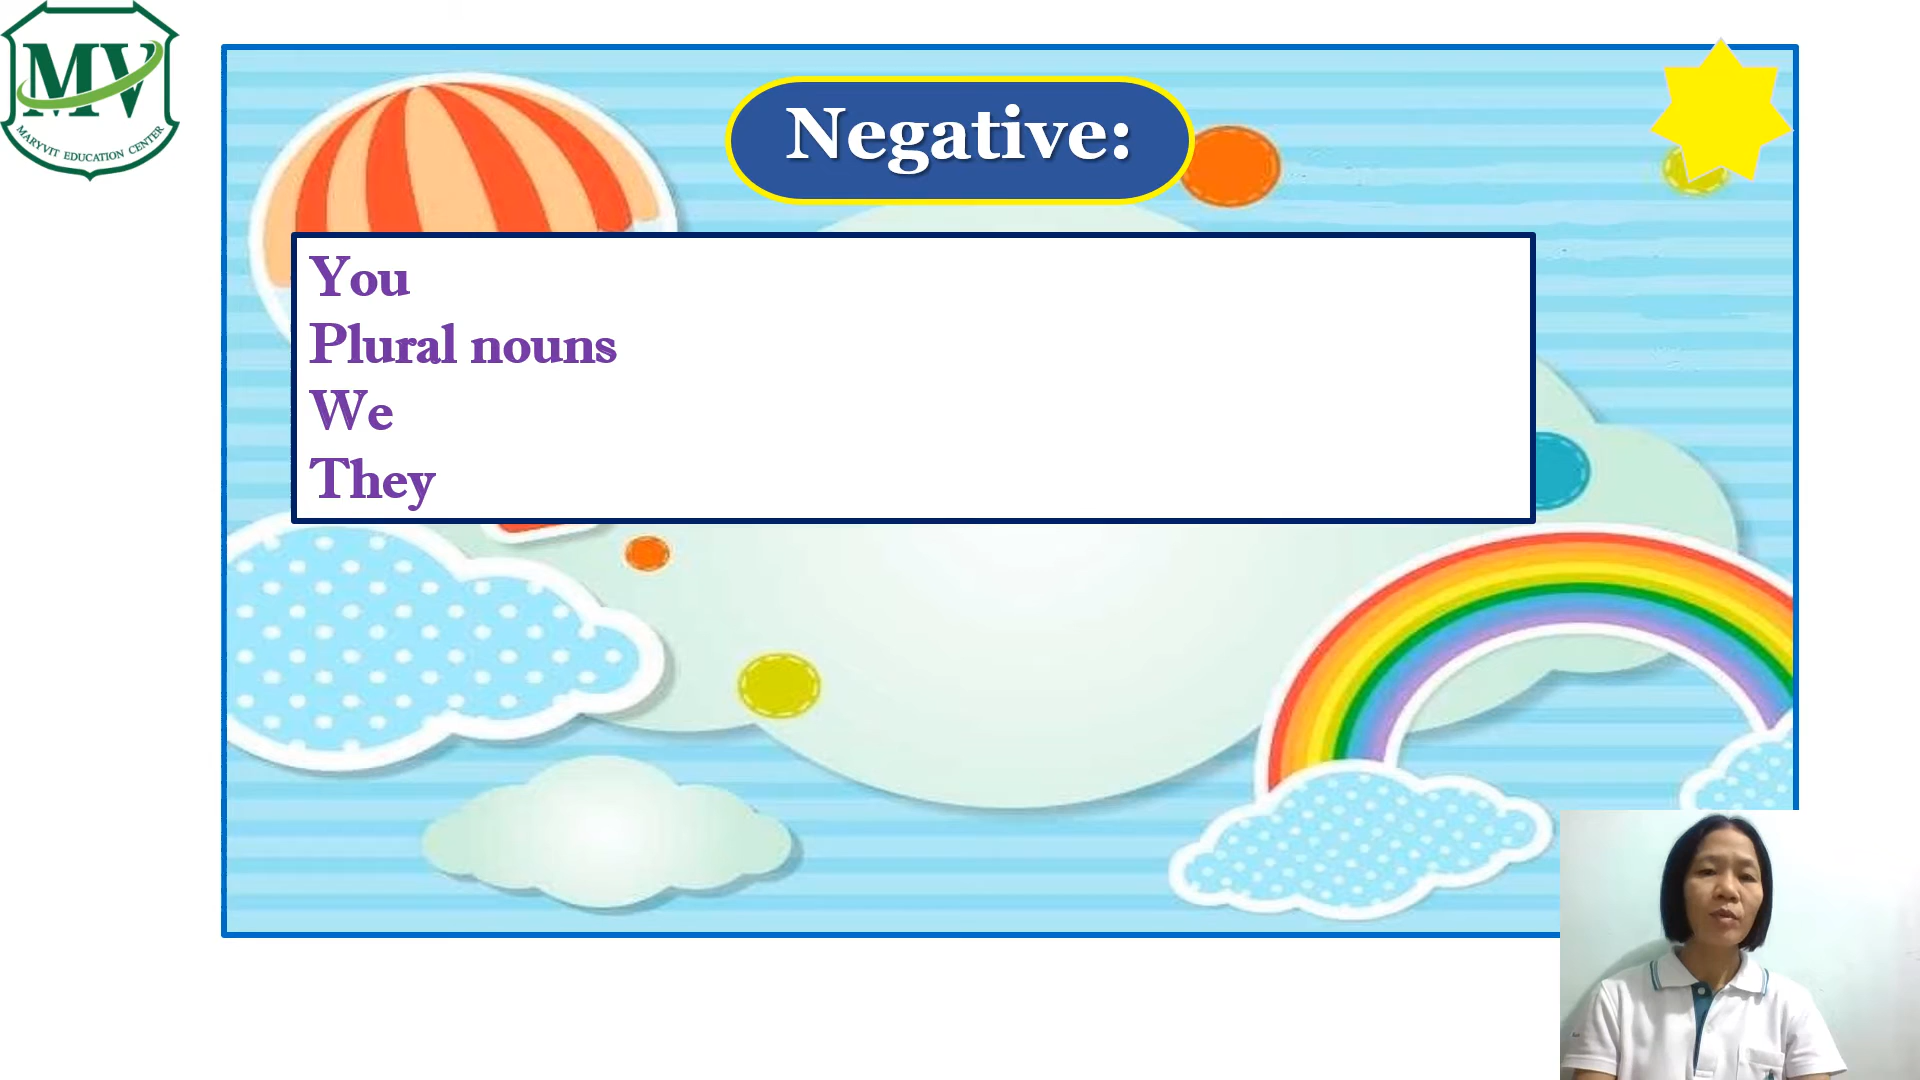 MV
MARYVIT EDUCATION CENTER
Negative:
You
Plural nouns
We
They